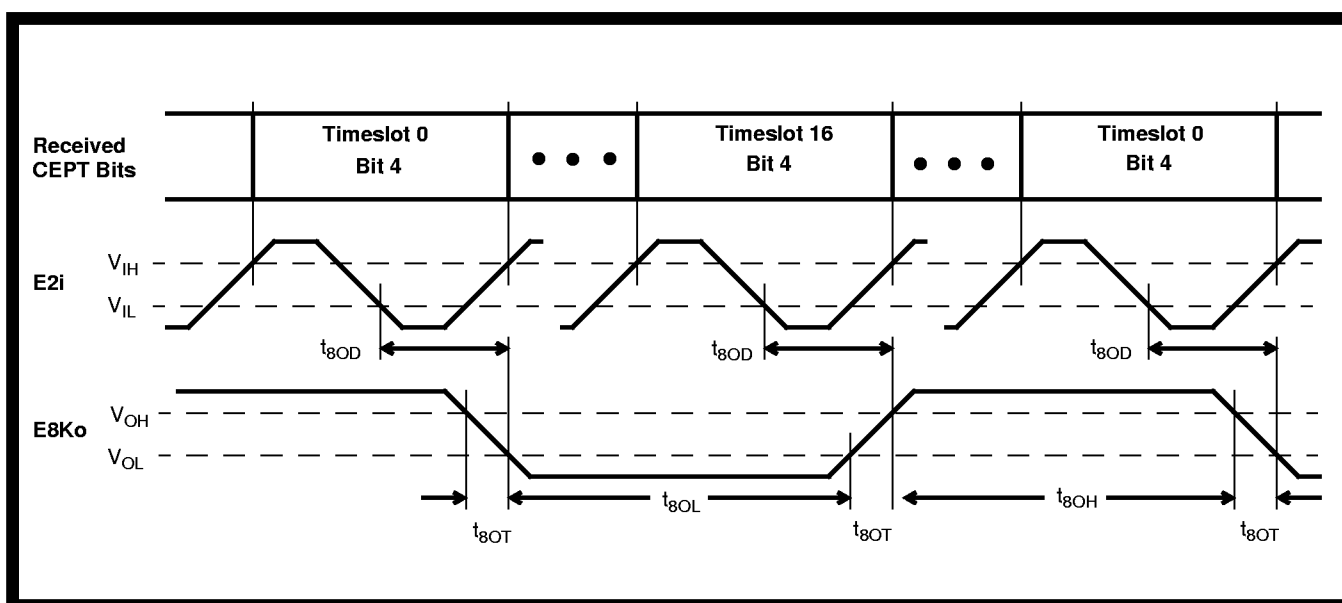 Received
CEPT Bits
Timeslot 0
Bit 4
• • •
Timeslot 16
Bit 4
• • •
Timeslot 0
Bit 4
E2i
VIH
VIL
t8OD
t8OD
t8OD
E8Ko
VOH
VOL
t8OT
t8OL
t8OT
t8OH
t8OT